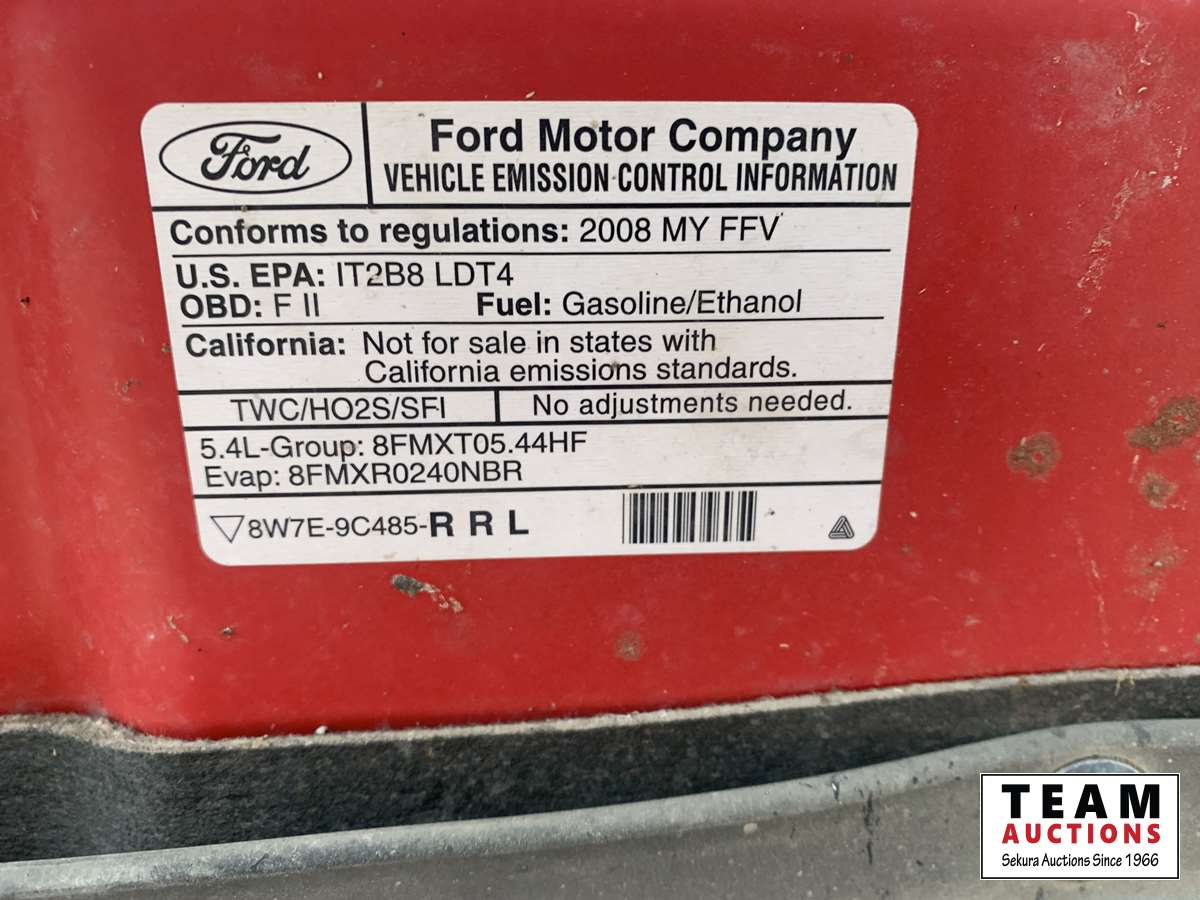 Ford
Ford Motor Company
VEHICLE EMISSION CONTROL INFORMATION
Conforms to regulations: 2008 MY FFV
U.S. EPA: IT2B8 LDT4
OBD: F II Fuel: Gasoline/Ethanol
California: Not for sale in states with
California emissions standards.
TWC/HO2S/SFI No adjustments needed.
5.4L-Group: 8FMXT05.44HF
Evap: 8FMXR0240NBR
8W7E-9C485-R R L
TEAM
AUCTIONS
Sekura Auctions Since 1966